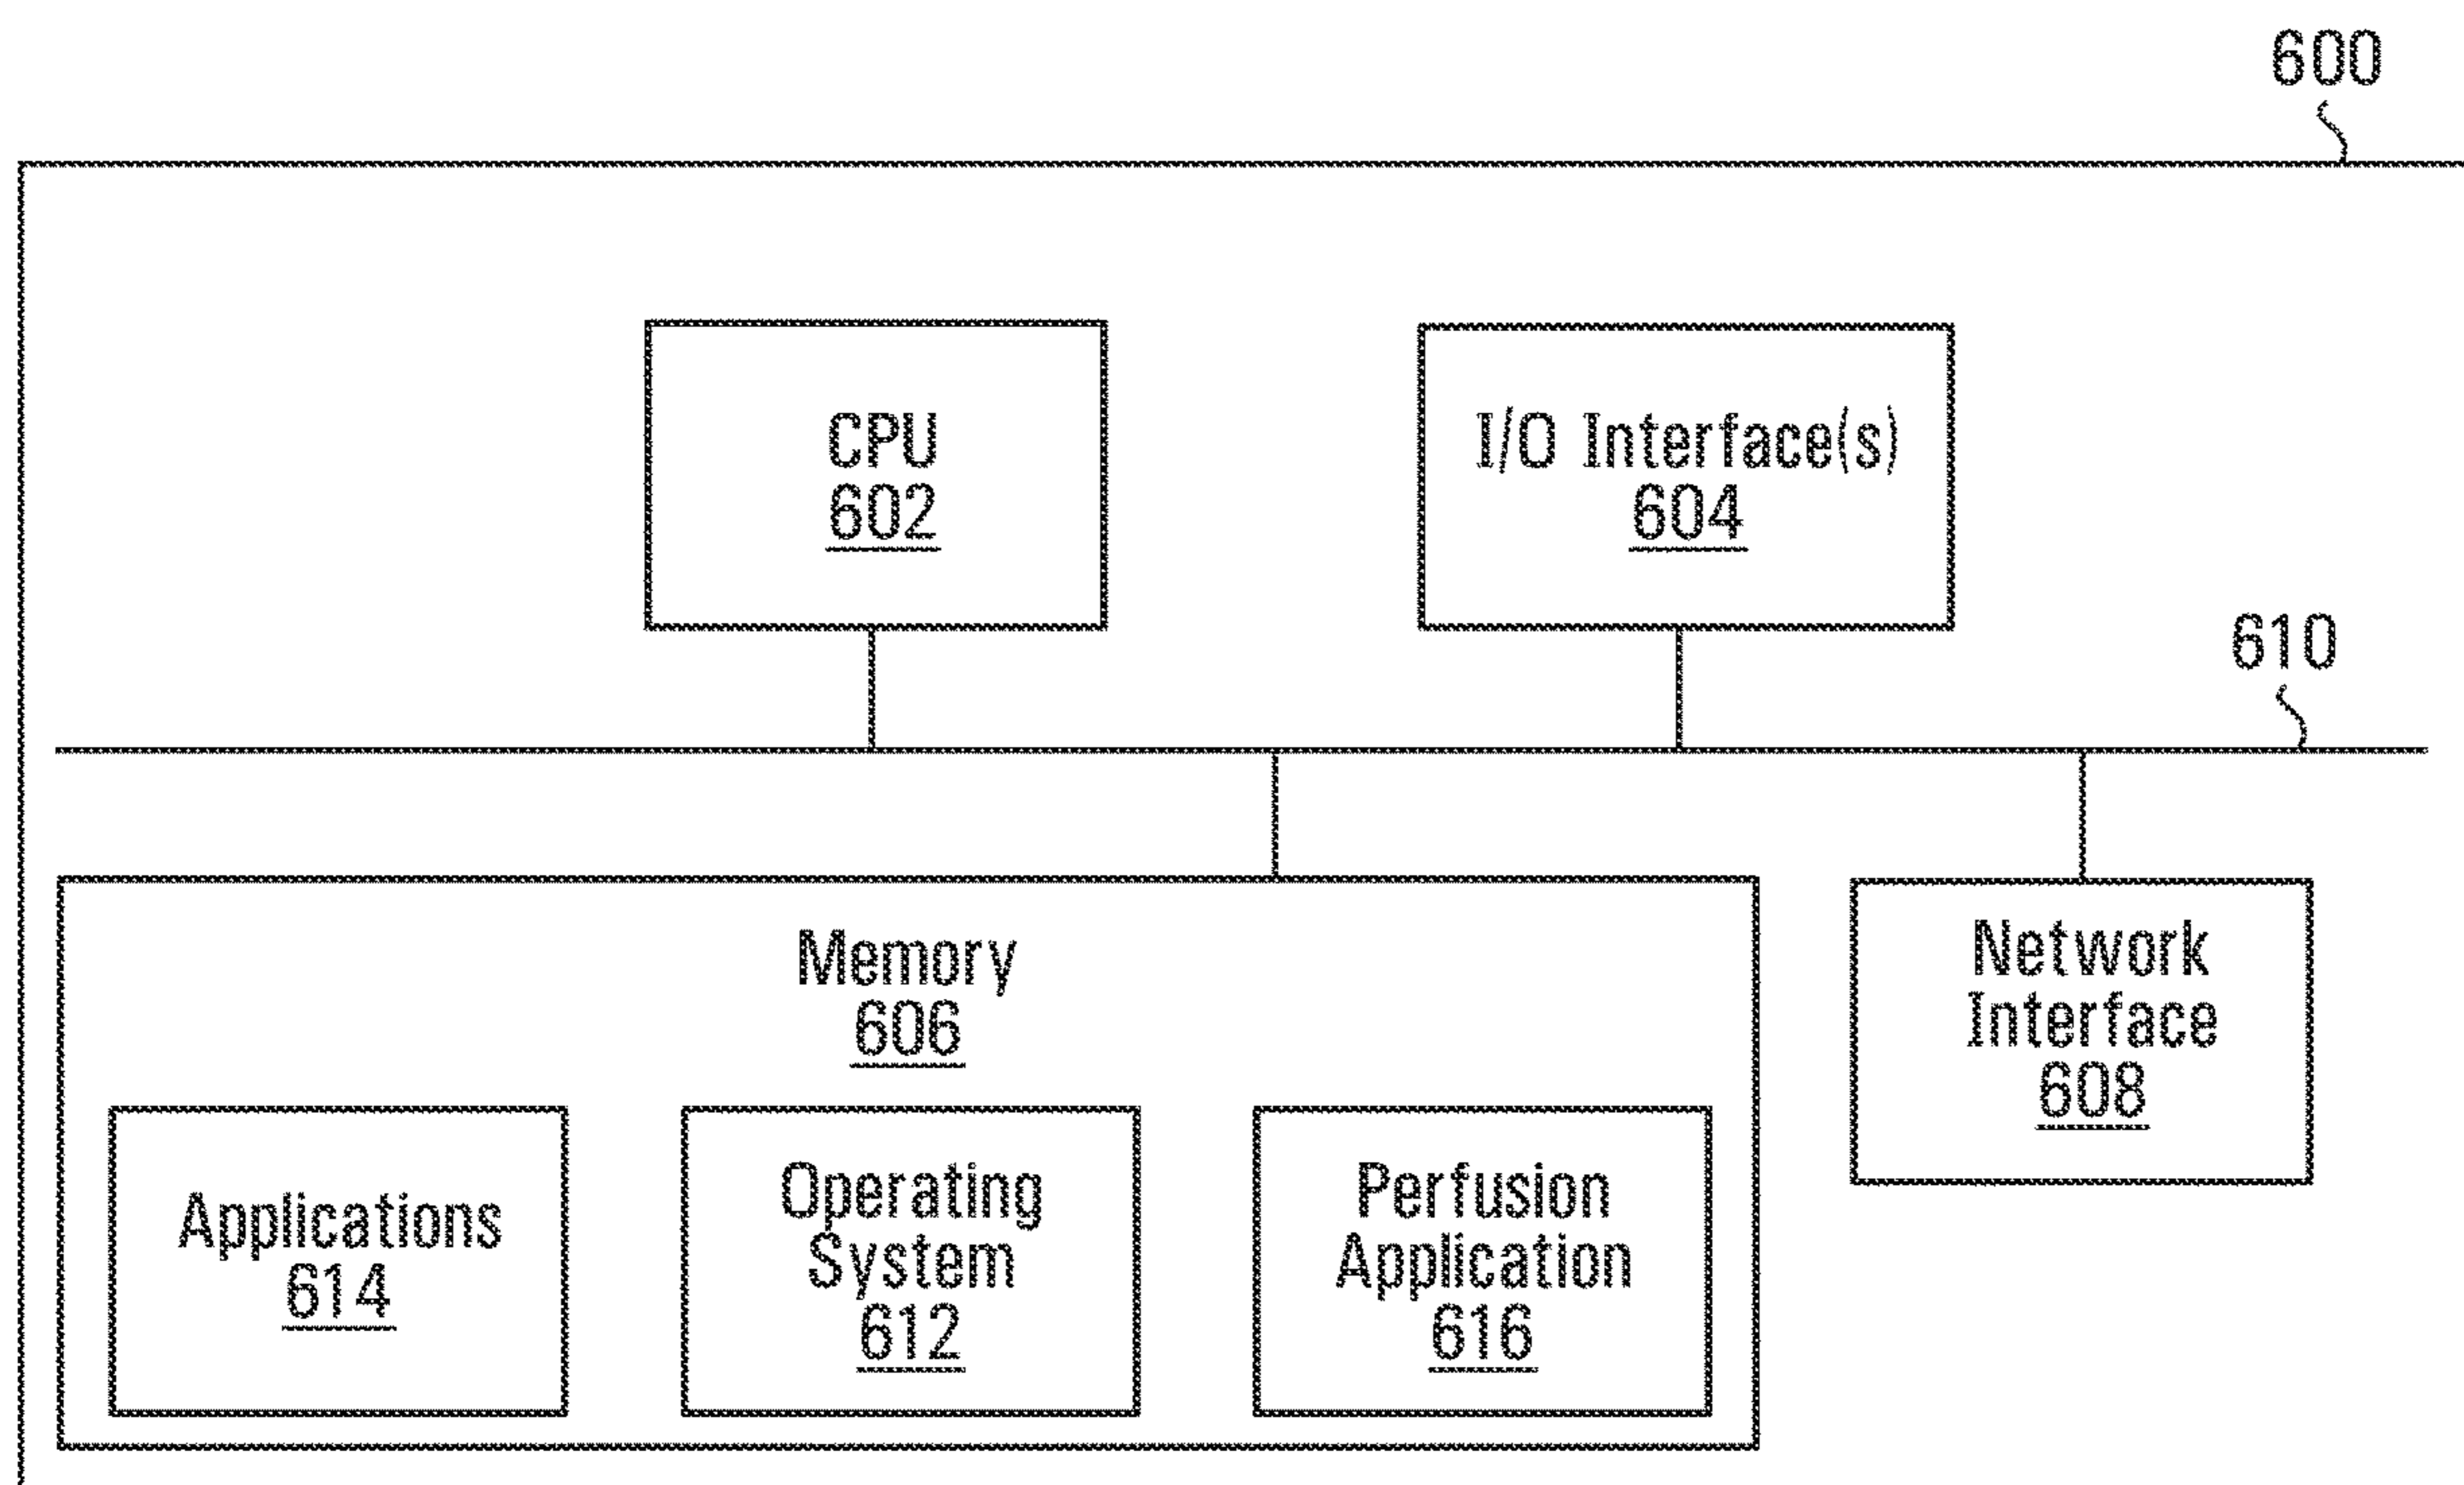 600
CPU
602
I/O Interface(s)
604
610
Memory
606
Network
Interface
608
Applications
614
Operating
System
612
Perfusion
Application
616